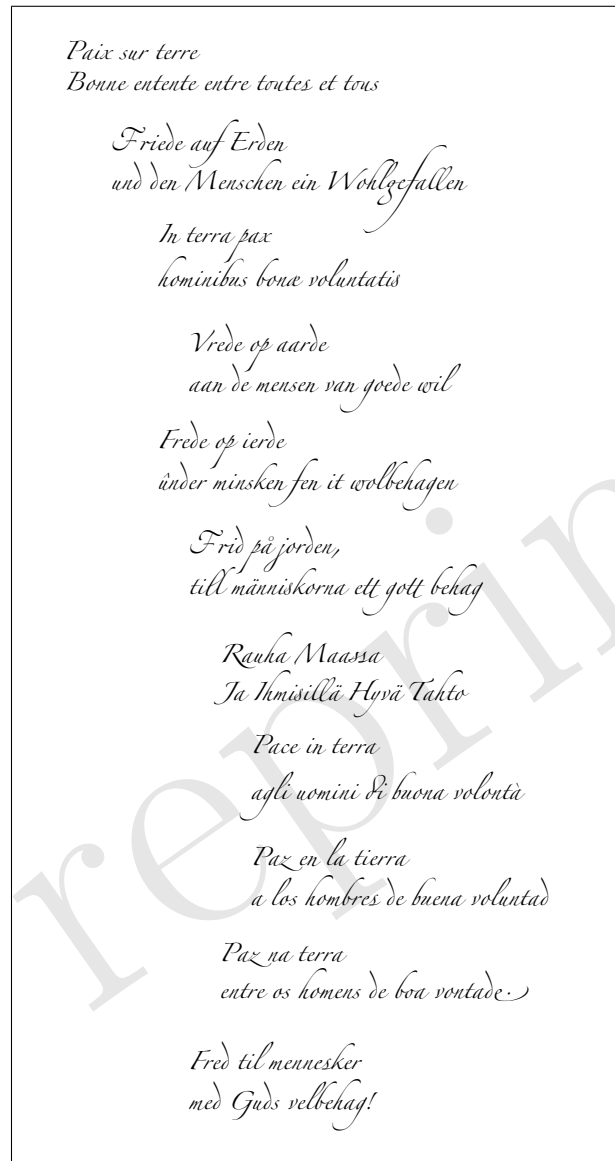 Paix sur terre
Bonne entente entre toutes et tous
Friede auf Erden
und den Menschen ein Wohlgefallen
In terra pax
hominibus bonæ voluntatis
Vrede op aarde
aan de mensen van goede wil
Frede op ierde
ûnder minsken fen it wolbehagen
Frid på jorden,
till människorna ett gott behag
Rauha Maassa
Ja Ihmisillä Hyvä Tahto
Pace in terra
agli uomini di buona volontà
Paz en la tierra
a los hombres de buena voluntad
Paz na terra
entre os homens de boa vontade.
Fred til mennesker
med Guds velbehag!
reprin